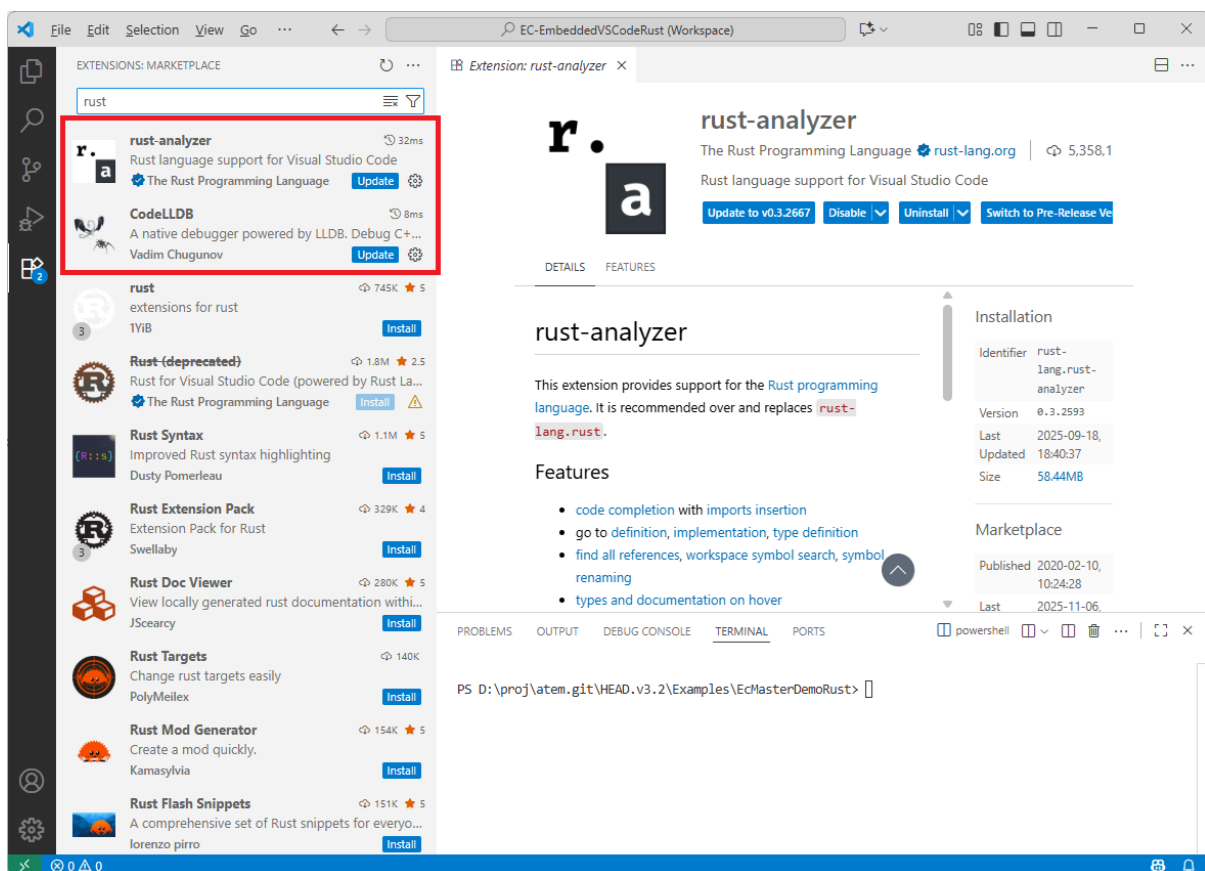 File Edit Selection View Go ··· EC-EmbeddedVSCodeRust (Workspace)
EXTENSIONS: MARKETPLACE
rust
rust-analyzer 32ms
Rust language support for Visual Studio Code
The Rust Programming Language Update
CodeLLDB 8ms
A native debugger powered by LLDB. Debug C+...
Vadim Chugunov Update
2
rust 745K 5
extensions for rust
3
1YiB Install
Rust (deprecated) 1.8M 2.5
Rust for Visual Studio Code (powered by Rust La...
The Rust Programming Language Install
Rust Syntax 1.1M 5
{R::s}
Improved Rust syntax highlighting
Dusty Pomerleau Install
Rust Extension Pack 329K 4
Extension Pack for Rust
3
Swellaby Install
Rust Doc Viewer 280K 5
View locally generated rust documentation withi...
JScearcy Install
Rust Targets 140K
Change rust targets easily
PolyMeilex Install
Rust Mod Generator 154K 5
Create a mod quickly.
Kamasylvia Install
Rust Flash Snippets 151K 5
A comprehensive set of Rust snippets for everyo...
lorenzo pirro Install
0 0
Extension: rust-analyzer
r.
a
rust-analyzer
The Rust Programming Language rust-lang.org 5,358,1
Rust language support for Visual Studio Code
Update to v0.3.2667 Disable Uninstall Switch to Pre-Release Ve
DETAILS FEATURES
rust-analyzer
This extension provides support for the Rust programming
language. It is recommended over and replaces rust-
lang.rust.
Features
• code completion with imports insertion
• go to definition, implementation, type definition
• find all references, workspace symbol search, symbol
renaming
• types and documentation on hover
Installation
Identifier rust-
lang.rust-
analyzer
Version 0.3.2593
Last 2025-09-18,
Updated 18:40:37
Size 58.44MB
Marketplace
Published 2020-02-10,
10:24:28
Last 2025-11-06,
PROBLEMS OUTPUT DEBUG CONSOLE TERMINAL PORTS powershell
PS D:\proj\atem.git\HEAD.v3.2\Examples\EcMasterDemoRust>